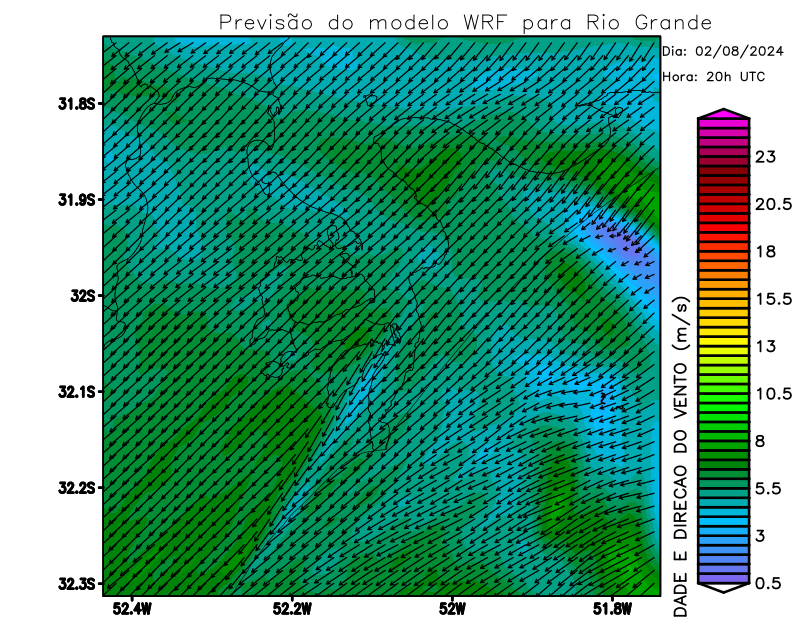 Previsão do modelo WRF para Rio Grande
Dia: 02/08/2024
Hora: 20h UTC
31.8S
31.9S
32S
32.1S
32.2S
32.3S
52.4W
52.2W
52W
51.8W
DADE E DIRECAO DO VENTO (m/s)
23
20.5
18
15.5
13
10.5
8
5.5
3
0.5